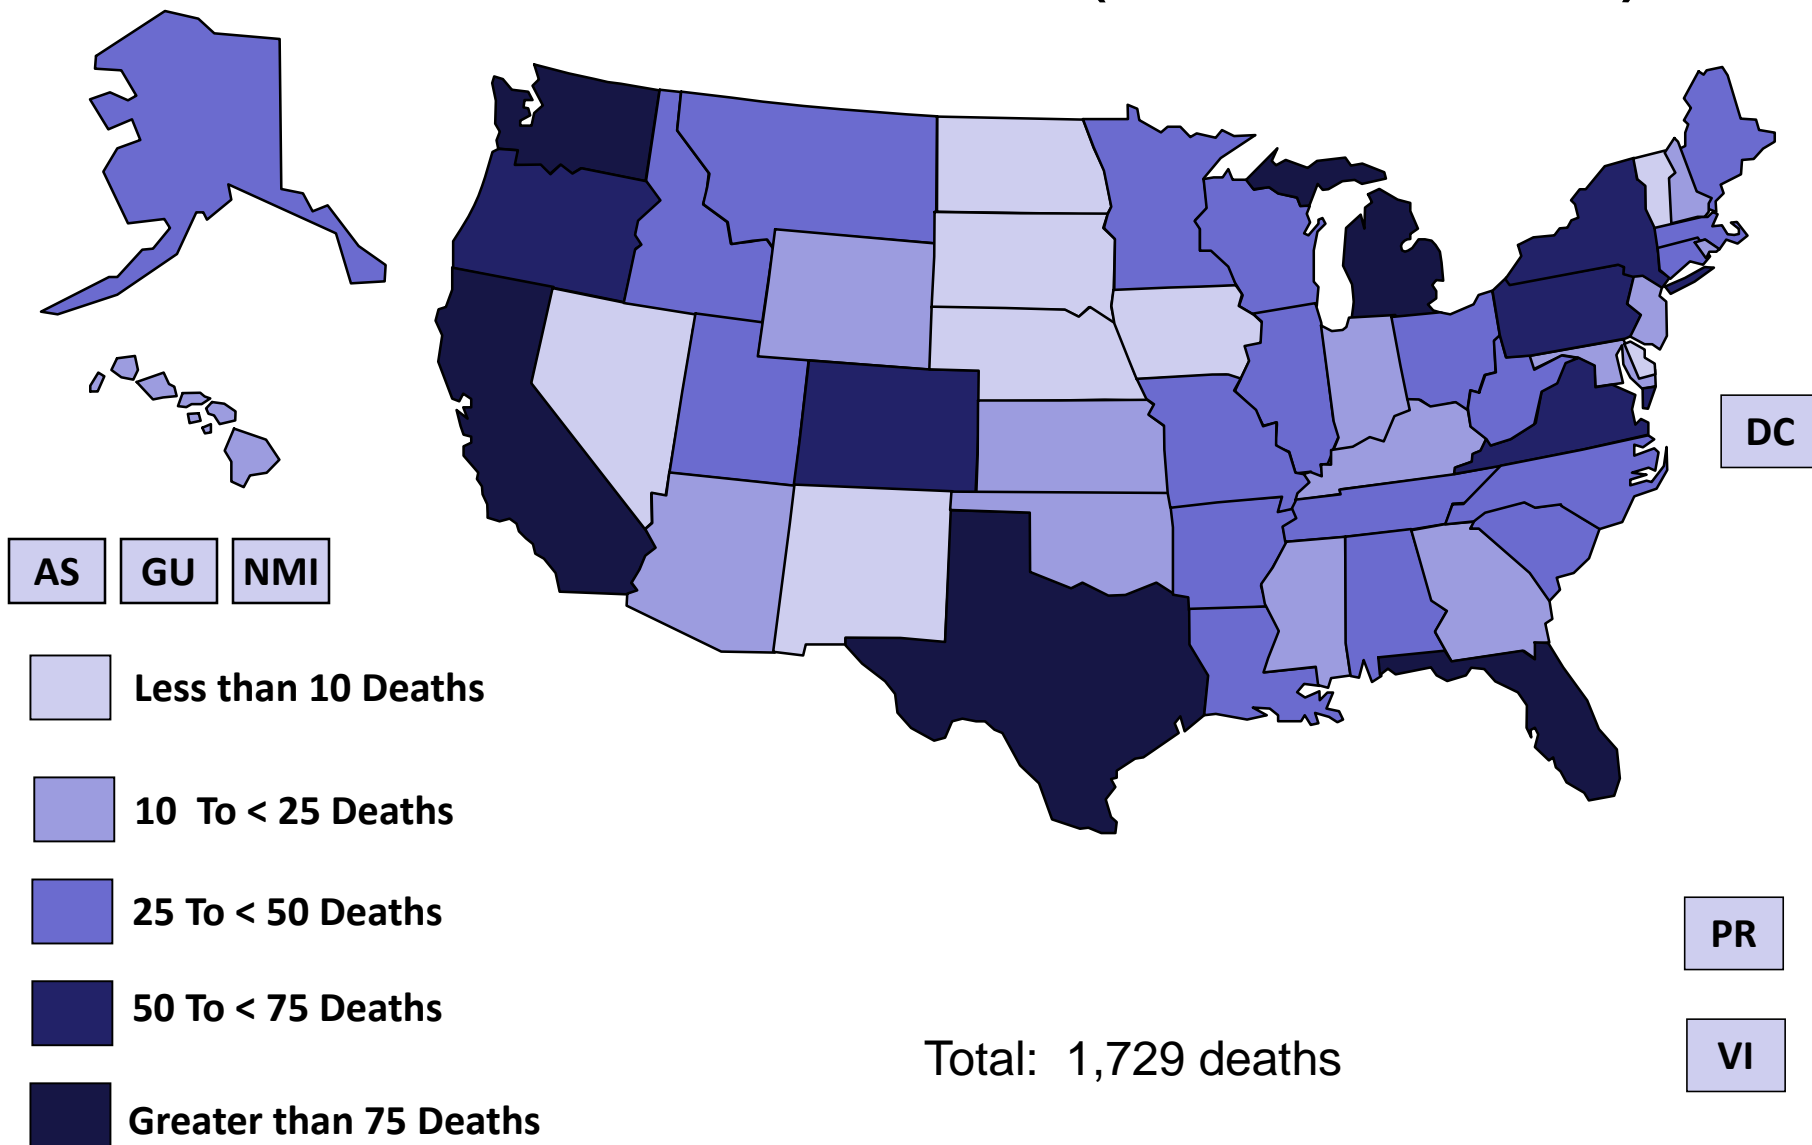 DC
AS GU NMI
Less than 10 Deaths
10 To < 25 Deaths
25 To < 50 Deaths
PR
50 To < 75 Deaths
Total: 1,729 deaths
VI
Greater than 75 Deaths